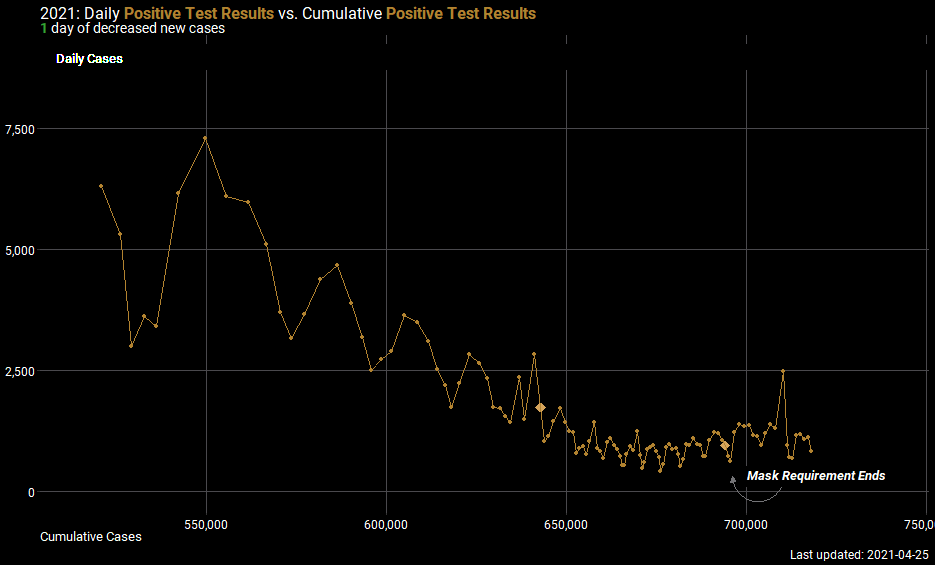 2021: Daily Positive Test Results vs. Cumulative Positive Test Results
1 day of decreased new cases
Daily Cases
7,500
5,000
2,500
0
Mask Requirement Ends
550,000 600,000 650,000 700,000 750,0
Cumulative Cases
Last updated: 2021-04-25